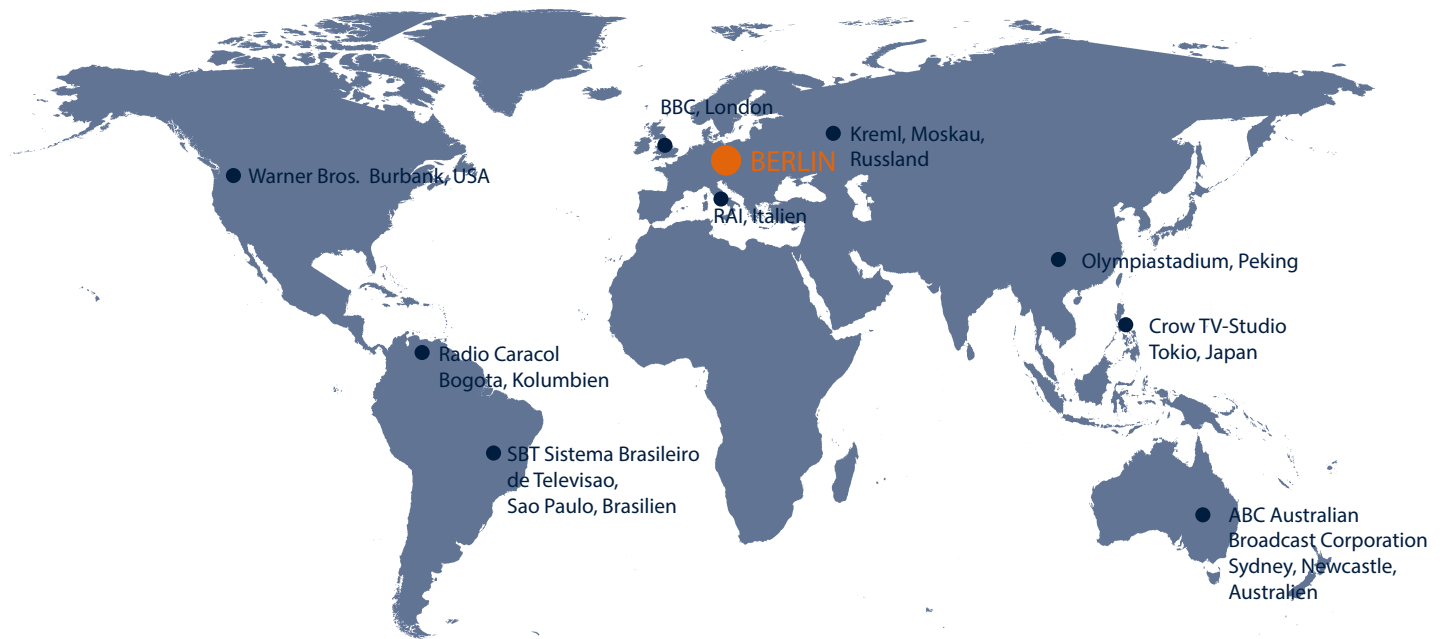 BBC, London
Kreml, Moskau,
Russland
BERLIN
Warner Bros.  Burbank, USA
RAI, Italien
Olympiastadium, Peking
Crow TV-Studio
Tokio, Japan
Radio Caracol
Bogota, Kolumbien
SBT Sistema Brasileiro
de Televisao,
Sao Paulo, Brasilien
ABC Australian
Broadcast Corporation
Sydney, Newcastle,
Australien